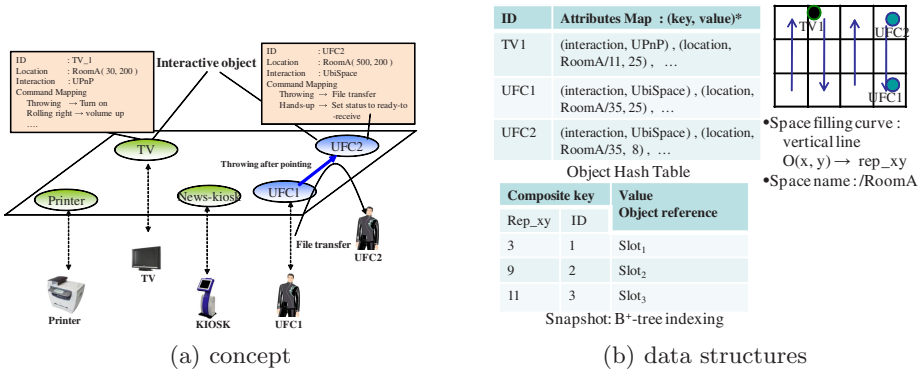 ID : TV_1
Location : RoomA( 30, 200 )
Interaction : UPnP
Command Mapping
Throwing → Turn on
Rolling right → volume up
....
Interactive object
ID : UFC2
Location : RoomA( 500, 200 )
Interaction : UbiSpace
Command Mapping
Throwing → File transfer
Hands-up → Set status to ready-to
-receive
TV
UFC2
Throwing after pointing
Printer
News-kiosk
UFC1
File transfer
UFC2
TV
Printer
KIOSK
UFC1
(a) concept
ID Attributes Map : (key, value)*
TV1 (interaction, UPnP) , (location,
RoomA/11, 25) , …
UFC1 (interaction, UbiSpace) , (location,
RoomA/35, 25) , …
UFC2 (interaction, UbiSpace) , (location,
RoomA/35, 8) , …
Object Hash Table
Composite key Value
Object reference
Rep_xy ID
3 1 Slot1
9 2 Slot2
11 3 Slot3
Snapshot: B+-tree indexing
TV1
UFC2
UFC1
•Space filling curve :
vertical line
O(x, y) → rep_xy
•Space name : /RoomA
(b) data structures